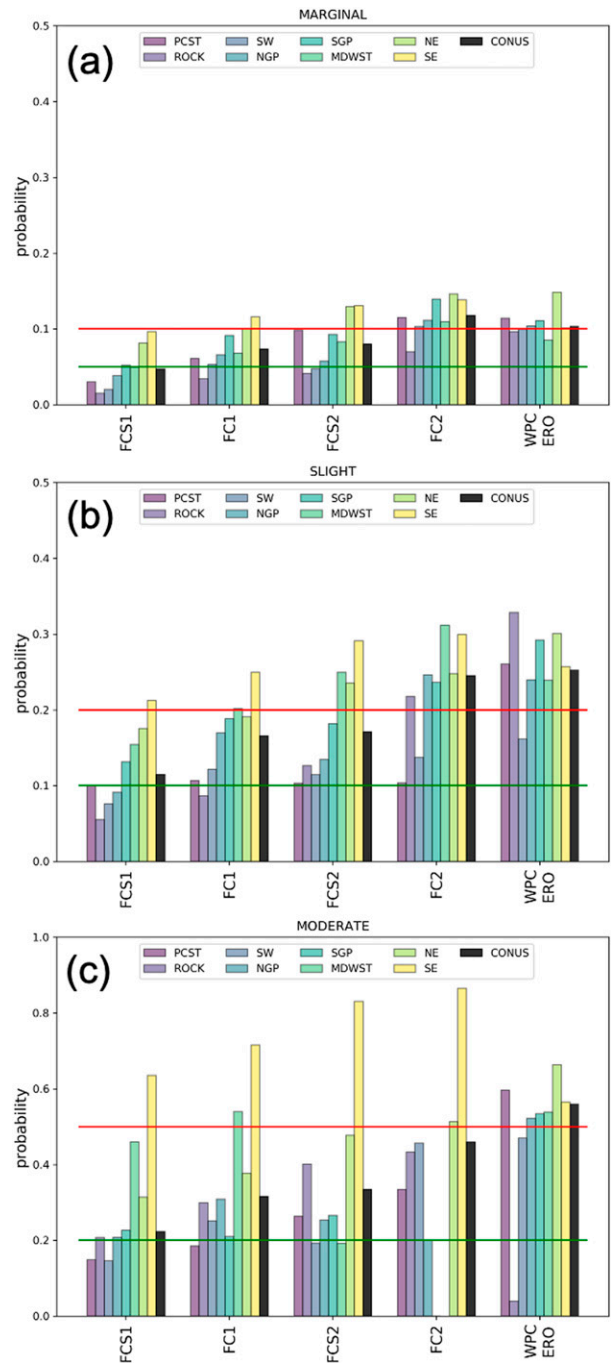 MARGINAL
(a)
PCST SW SGP NE CONUS
ROCK NGP MDWST SE
probability
0.5
0.4
0.3
0.2
0.1
0.0
FCS1 FC1 FCS2 FC2 WPC ERO
SLIGHT
(b)
PCST SW SGP NE CONUS
ROCK NGP MDWST SE
probability
0.5
0.4
0.3
0.2
0.1
0.0
FCS1 FC1 FCS2 FC2 WPC ERO
MODERATE
(c)
PCST SW SGP NE CONUS
ROCK NGP MDWST SE
probability
1.0
0.8
0.6
0.4
0.2
0.0
FCS1 FC1 FCS2 FC2 WPC ERO